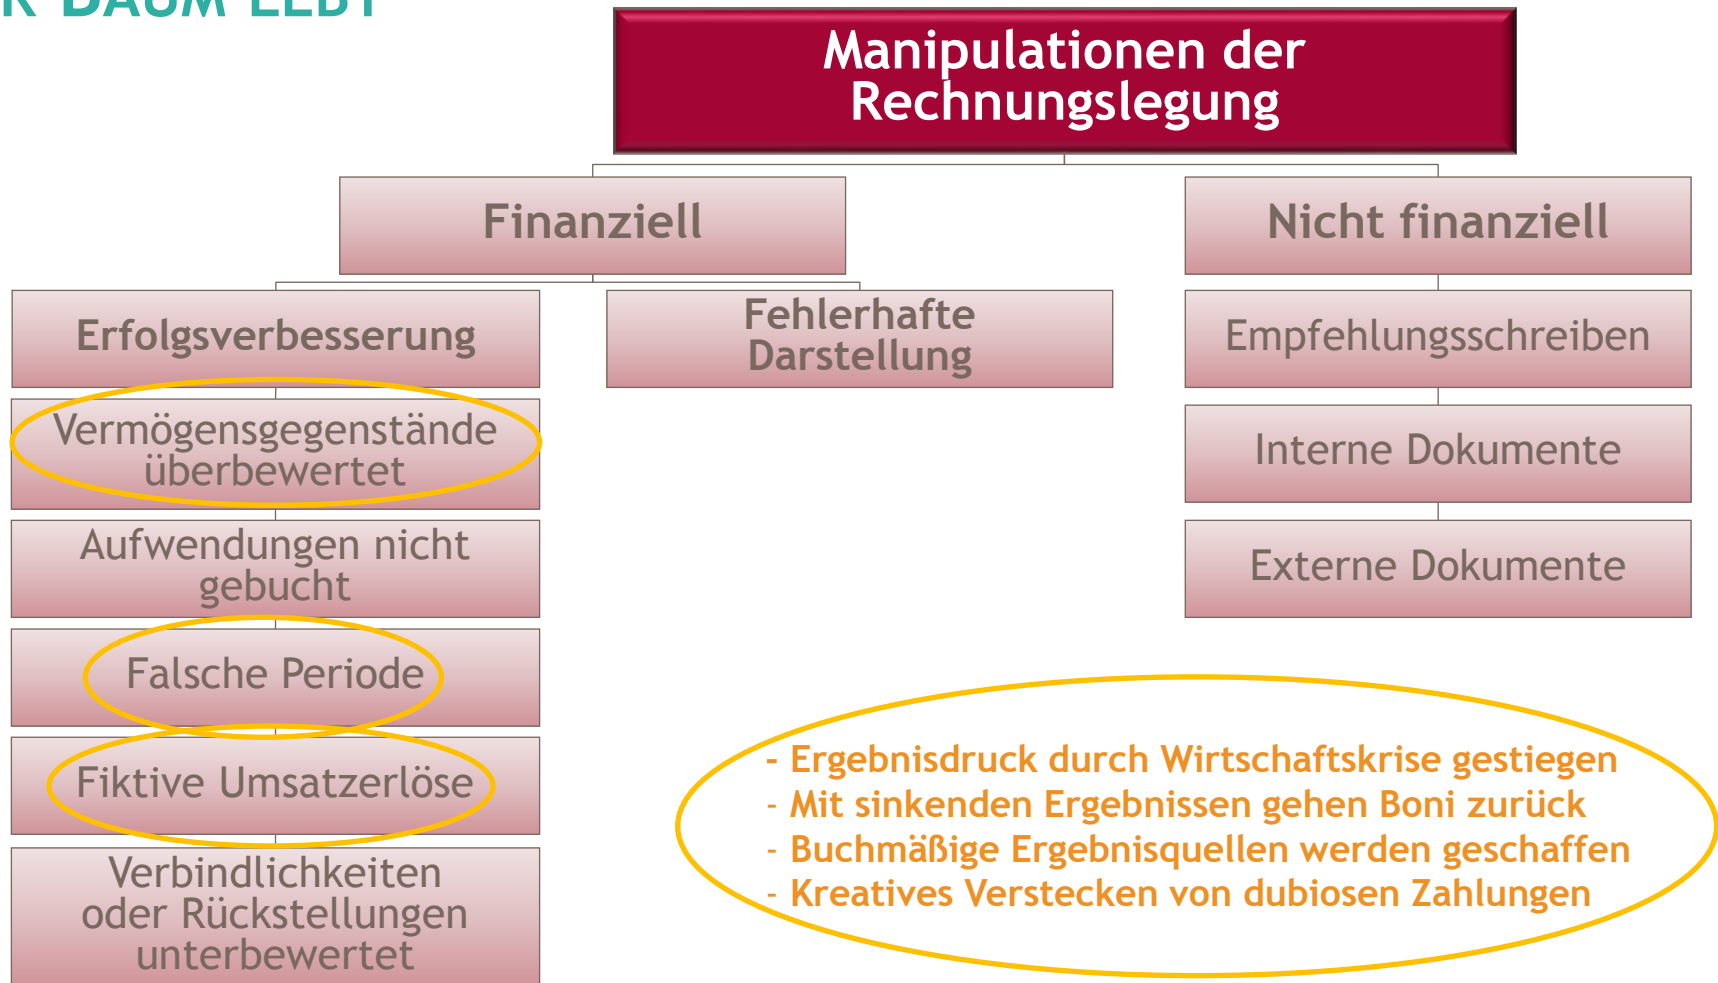 BAUM LEBT
Manipulationen der
Rechnungslegung
Finanziell
Nicht finanziell
Erfolgsverbesserung
Fehlerhafte
Darstellung
Empfehlungsschreiben
Vermögensgegenstände
überbewertet
Interne Dokumente
Aufwendungen nicht
gebucht
Externe Dokumente
Falsche Periode
Fiktive Umsatzerlöse
Verbindlichkeiten
oder Rückstellungen
unterbewertet
- Ergebnisdruck durch Wirtschaftskrise gestiegen
- Mit sinkenden Ergebnissen gehen Boni zurück
- Buchmäßige Ergebnisquellen werden geschaffen
- Kreatives Verstecken von dubiosen Zahlungen